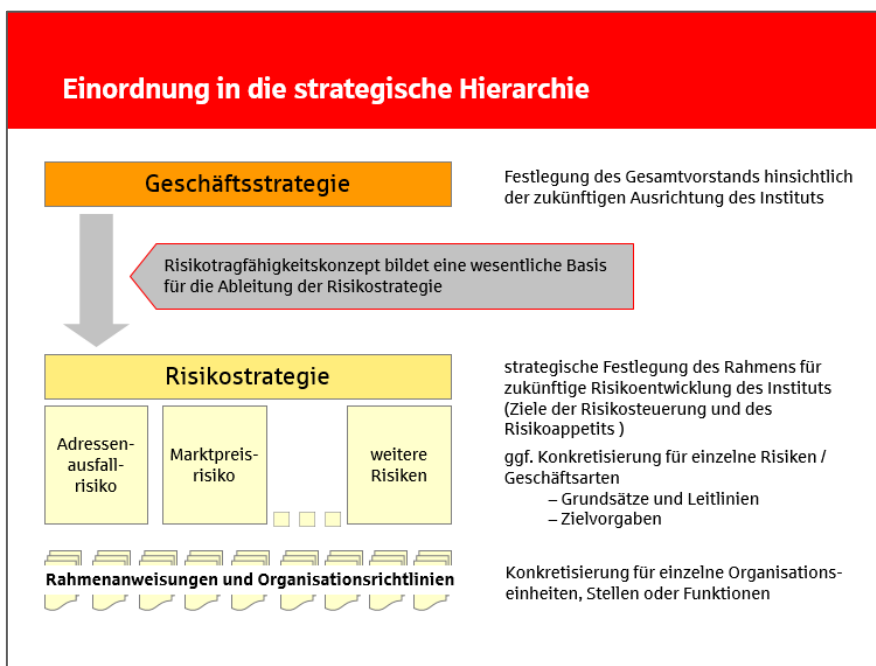 Einordnung in die strategische Hierarchie
Geschäftsstrategie
Festlegung des Gesamtvorstands hinsichtlich
der zukünftigen Ausrichtung des Instituts
Risikotragfähigkeitskonzept bildet eine wesentliche Basis
für die Ableitung der Risikostrategie
Risikostrategie
strategische Festlegung des Rahmens für
zukünftige Risikoentwicklung des Instituts
(Ziele der Risikosteuerung und des
Risikoappetits )
Adressen-
ausfall-
risiko
Marktpreis-
risiko
weitere
Risiken
ggf. Konkretisierung für einzelne Risiken /
Geschäftsarten
– Grundsätze und Leitlinien
– Zielvorgaben
Rahmenanweisungen und Organisationsrichtlinien
Konkretisierung für einzelne Organisations-
einheiten, Stellen oder Funktionen